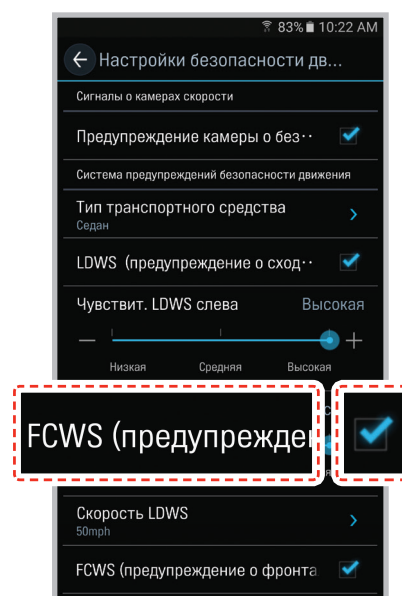 83% 10:22 AM
Настройки безопасности дв...
Сигналы о камерах скорости
Предупреждение камеры о без··
Система предупреждений безопасности движения
Тип транспортного средства
Седан
LDWS (предупреждение о сход··
Чувствит. LDWS слева Высокая
Низкая Средняя Высокая
FCWS (предупрежде
Скорость LDWS
50mph
FCWS (предупреждение о фронта